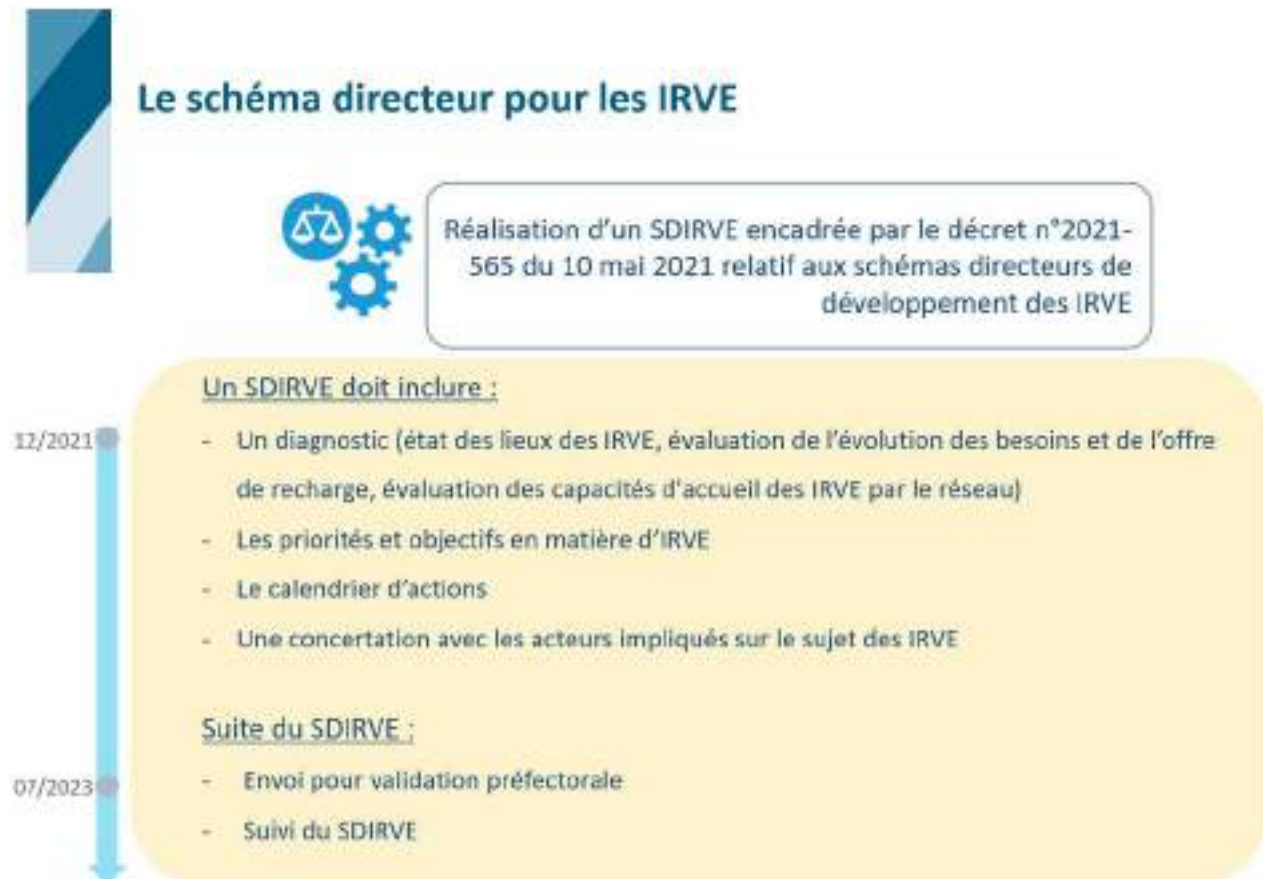 Le schéma directeur pour les IRVE
Réalisation d'un SDIRVE encadrée par le décret n°2021-
565 du 10 mai 2021 relatif aux schémas directeurs de
développement des IRVE
Un SDIRVE doit inclure :
12/2021
- Un diagnostic (état des lieux des IRVE, évaluation de l'évolution des besoins et de l'offre
de recharge, évaluation des capacités d'accueil des IRVE par le réseau)
- Les priorités et objectifs en matière d'IRVE
- Le calendrier d'actions
- Une concertation avec les acteurs impliqués sur le sujet des IRVE
Suite du SDIRVE :
07/2023
- Envoi pour validation préfectorale
- Suivi du SDIRVE